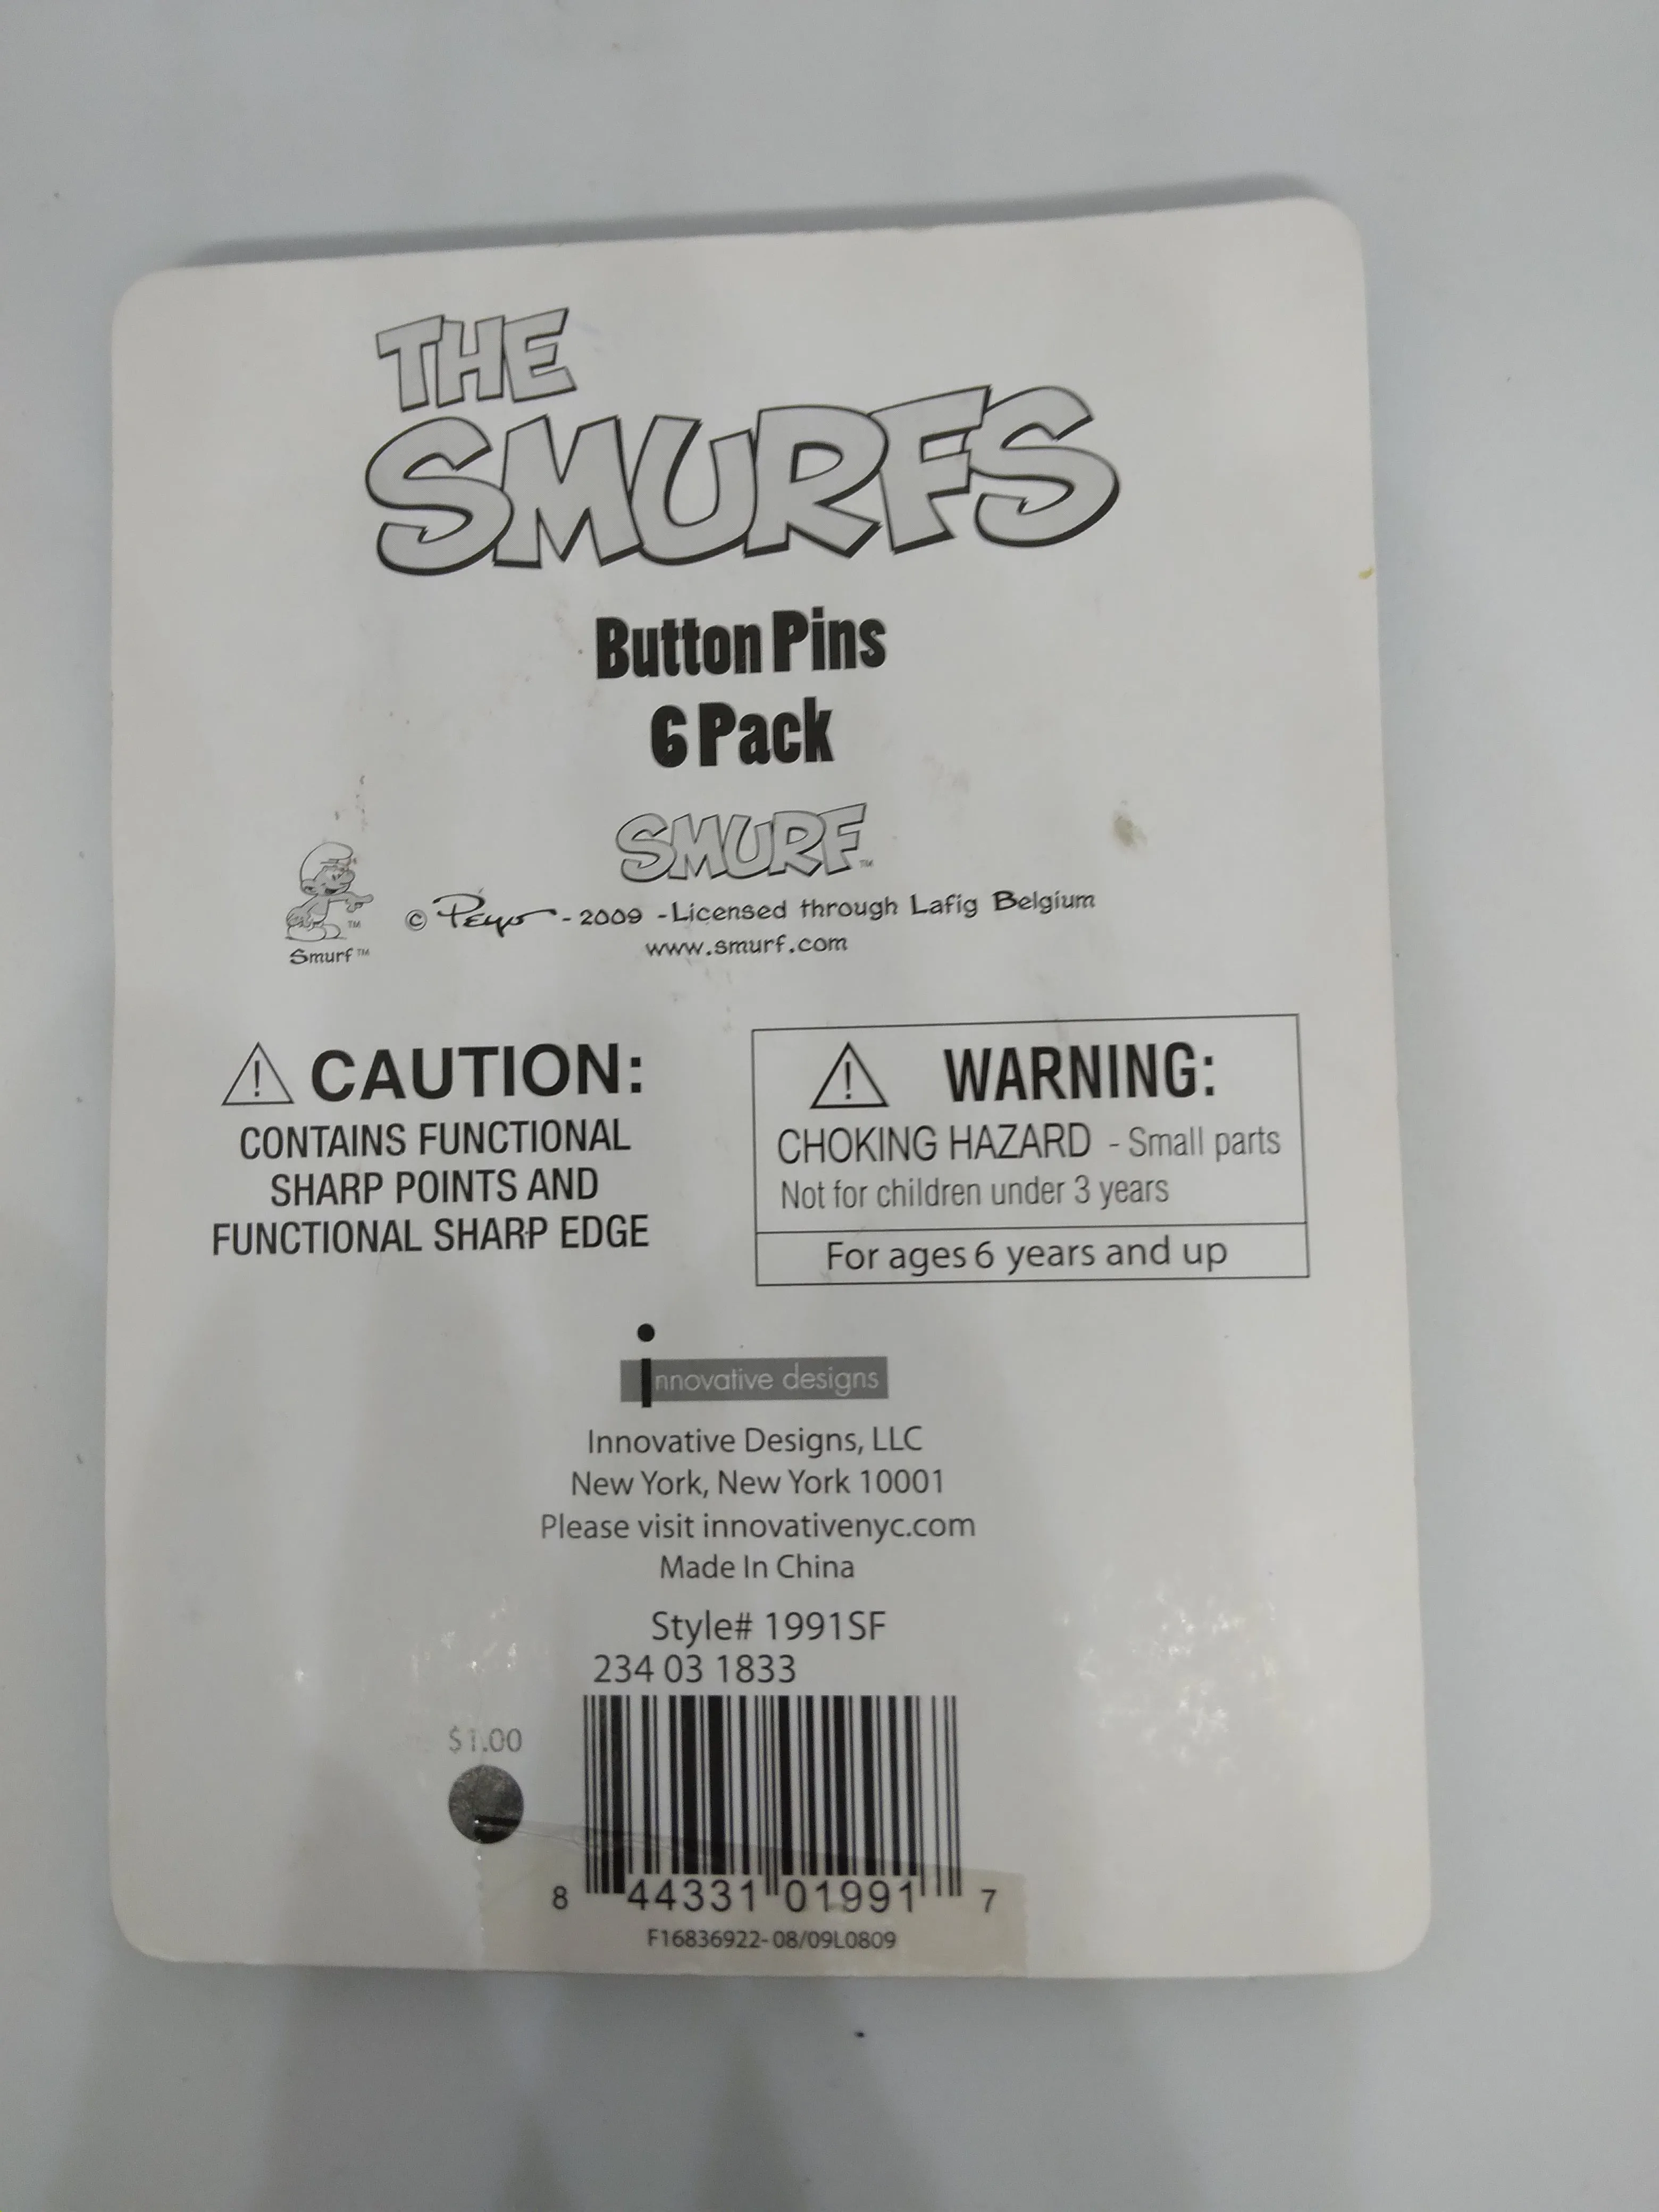 THE
SMURFS
Button Pins
6 Pack
SMURF™
© Peyo - 2009 - Licensed through Lafig Belgium
www.smurf.com
TM
Smurf™
⚠ CAUTION:
CONTAINS FUNCTIONAL
SHARP POINTS AND
FUNCTIONAL SHARP EDGE
⚠ WARNING:
CHOKING HAZARD - Small parts
Not for children under 3 years
For ages 6 years and up
innovative designs
Innovative Designs, LLC
New York, New York 10001
Please visit innovativenyc.com
Made In China
Style# 1991SF
234 03 1833
$1.00
8 44331 01991 7
F16836922-08/09L0809